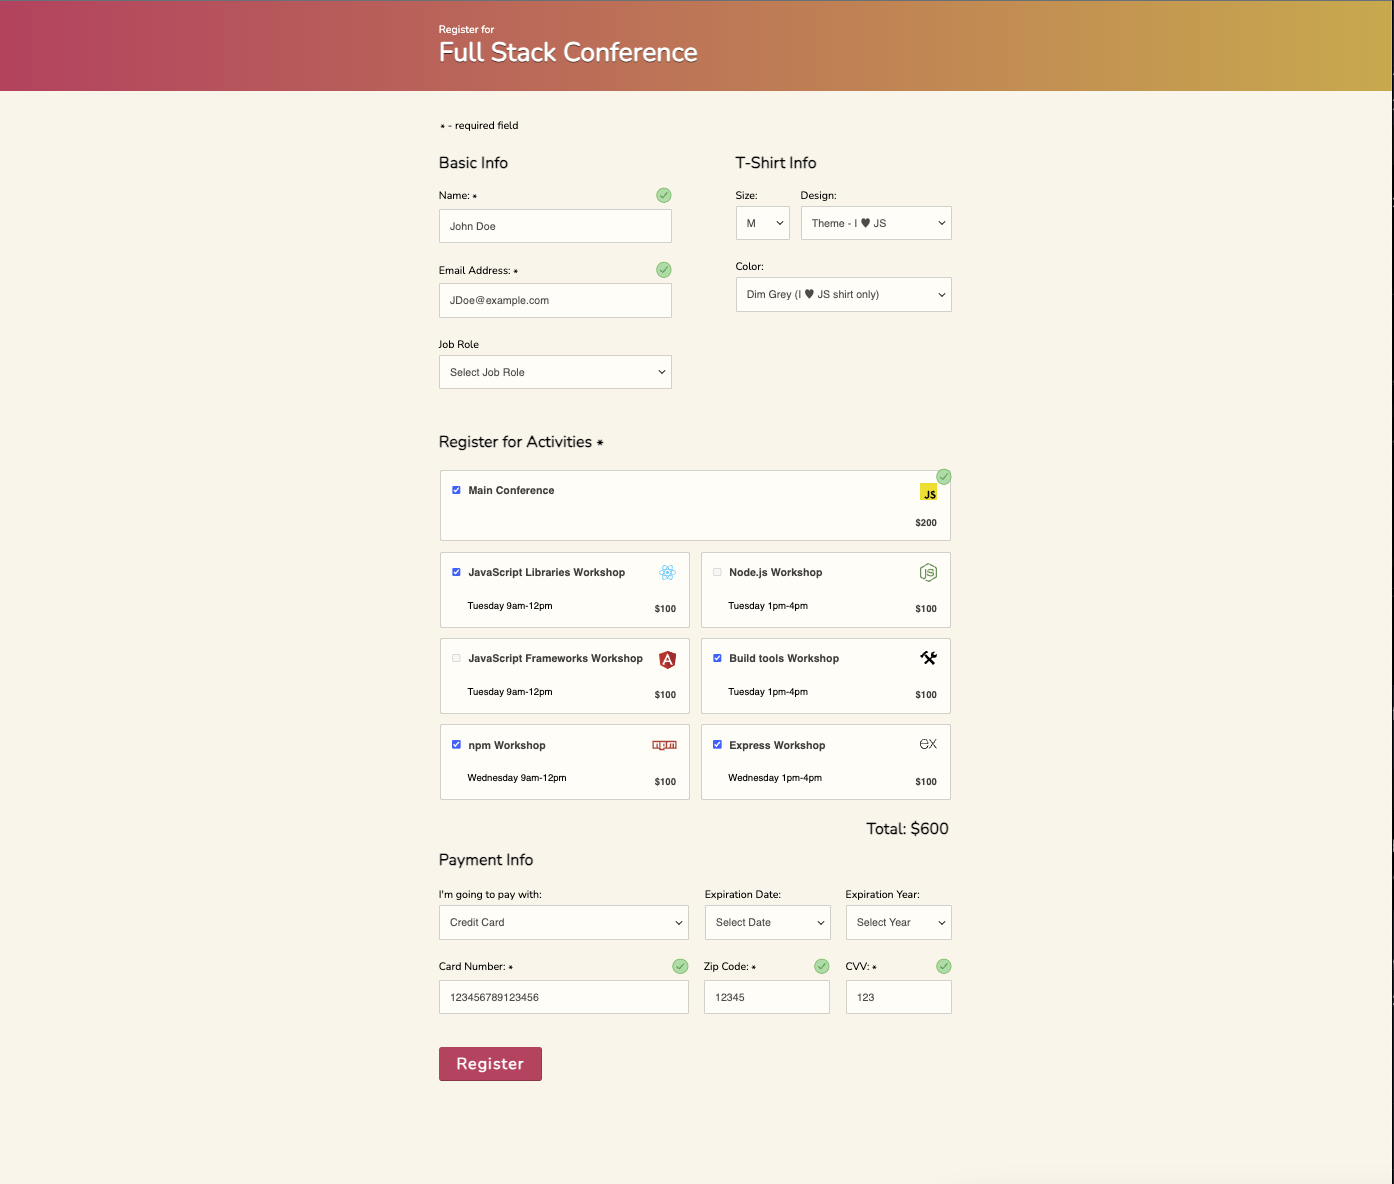 Register for
Full Stack Conference
* - required field
Basic Info
Name: *
John Doe
Email Address: *
JDoe@example.com
Job Role
Select Job Role
T-Shirt Info
Size:
Design:
M
Theme - I ♥ JS
Color:
Dim Grey (I ♥ JS shirt only)
Register for Activities *
Main Conference
JS
$200
JavaScript Libraries Workshop
Tuesday 9am-12pm
$100
Node.js Workshop
JS
Tuesday 1pm-4pm
$100
JavaScript Frameworks Workshop
A
Tuesday 9am-12pm
$100
Build tools Workshop
Tuesday 1pm-4pm
$100
npm Workshop
npm
Wednesday 9am-12pm
$100
Express Workshop
ex
Wednesday 1pm-4pm
$100
Total: $600
Payment Info
I'm going to pay with:
Expiration Date:
Expiration Year:
Credit Card
Select Date
Select Year
Card Number: *
Zip Code: *
CVV: *
123456789123456
12345
123
Register